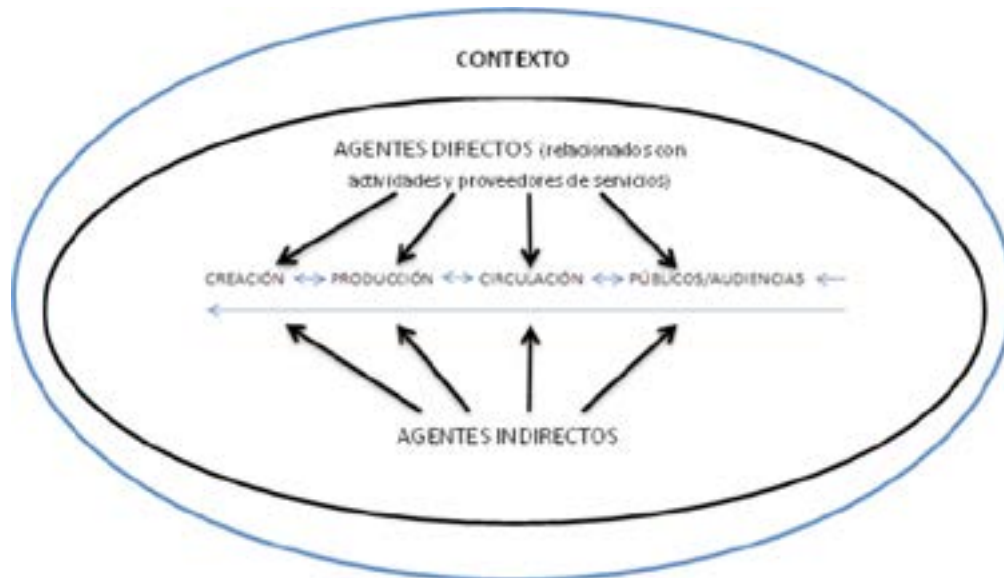 CONTEXTO
AGENTES DIRECTOS (relacionados con
actividades y proveedores de servicios)
CREACIÓN PRODUCCIÓN CIRCULACIÓN PÚBLICOS/AUDIENCIAS
AGENTES INDIRECTOS